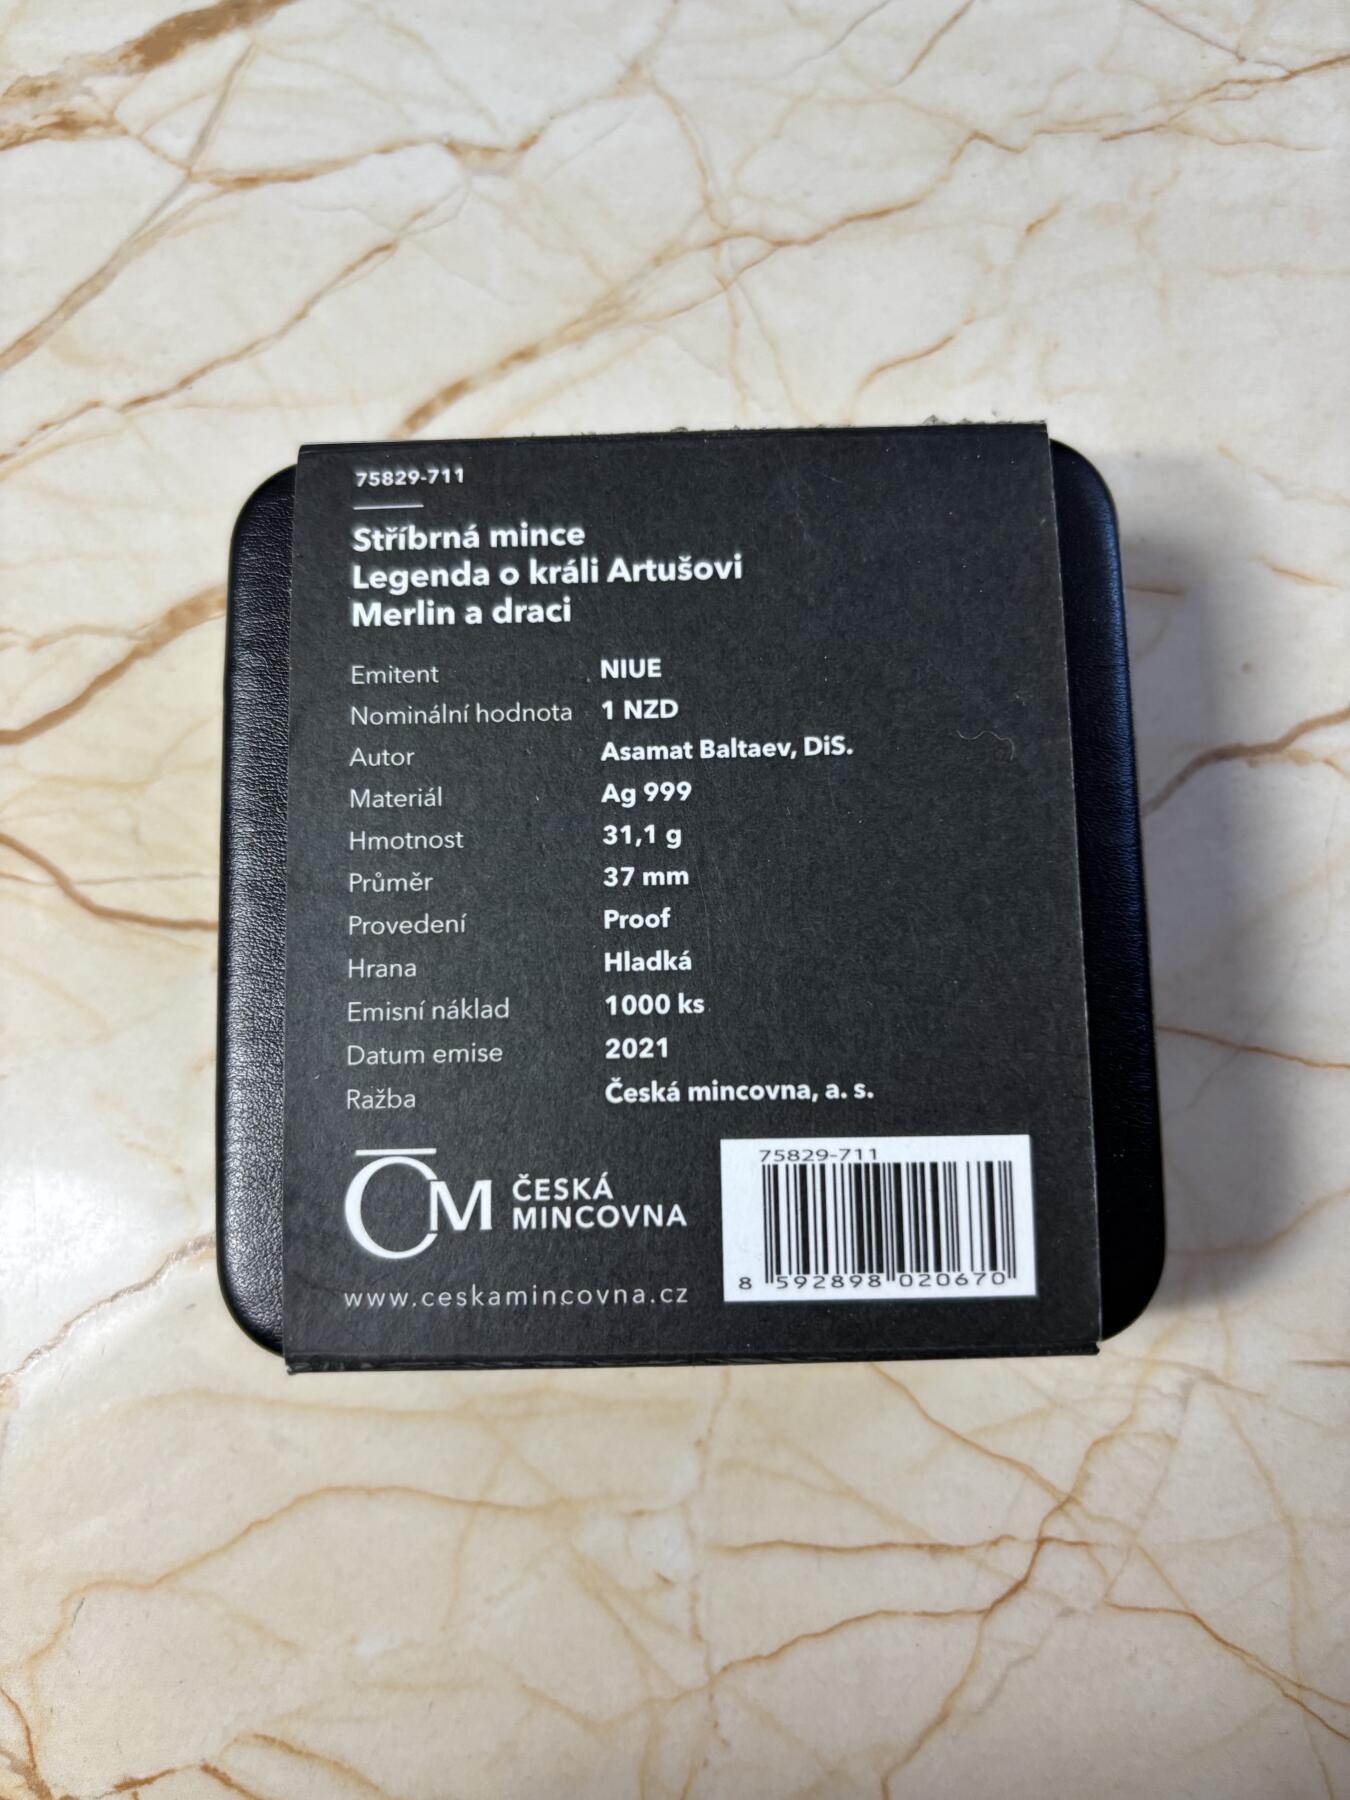 75829-711
Stříbrná mince
Legenda o králi Artušovi
Merlin a draci
Emitent NIUE
Nominální hodnota 1 NZD
Autor Asamat Baltaev, DiS.
Materiál Ag 999
Hmotnost 31,1 g
Průměr 37 mm
Provedení Proof
Hrana Hladká
Emisní náklad 1000 ks
Datum emise 2021
Ražba Česká mincovna, a. s.
ČM ČESKÁ
MINCOVNA
www.ceskamincovna.cz
75829-711
8 592898 020670